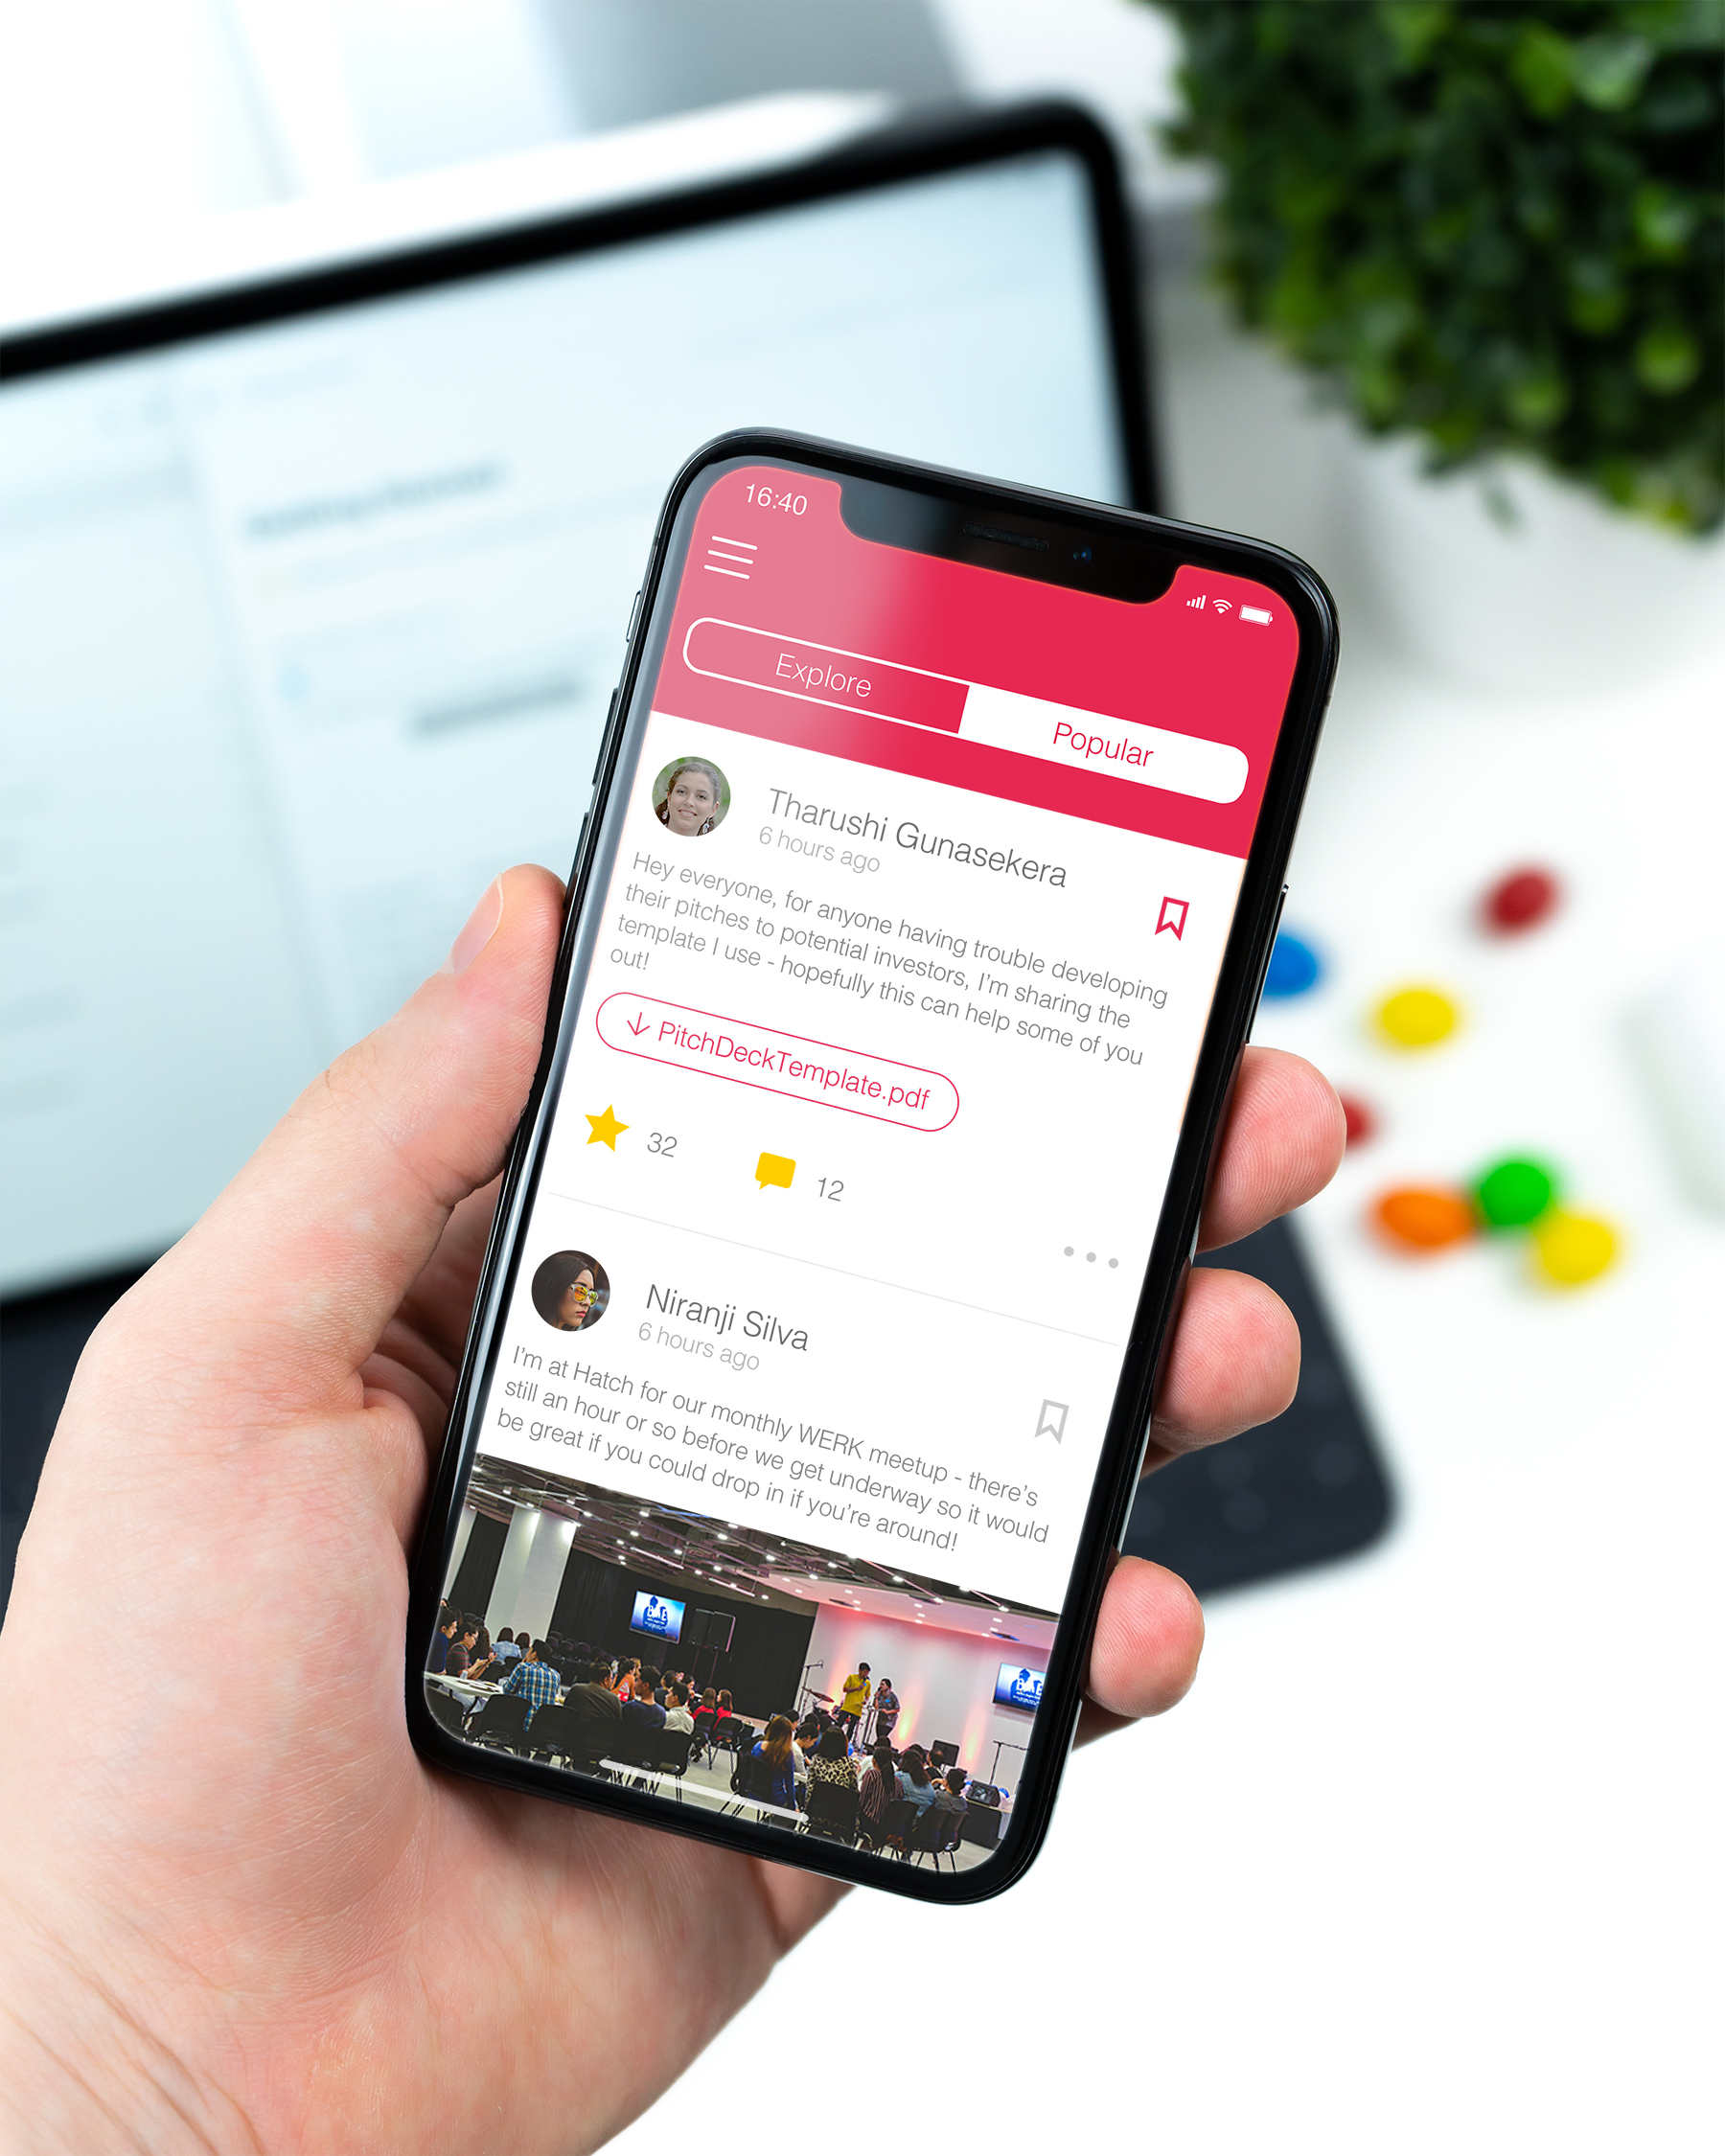 16:40
Explore
Popular
Tharushi Gunasekera
6 hours ago
Hey everyone, for anyone having trouble developing
their pitches to potential investors, I'm sharing the
template I use - hopefully this can help some of you
out!
PitchDeckTemplate.pdf
32
12
Niranji Silva
6 hours ago
I'm at Hatch for our monthly WERK meetup - there's
still an hour or so before we get underway so it would
be great if you could drop in if you're around!